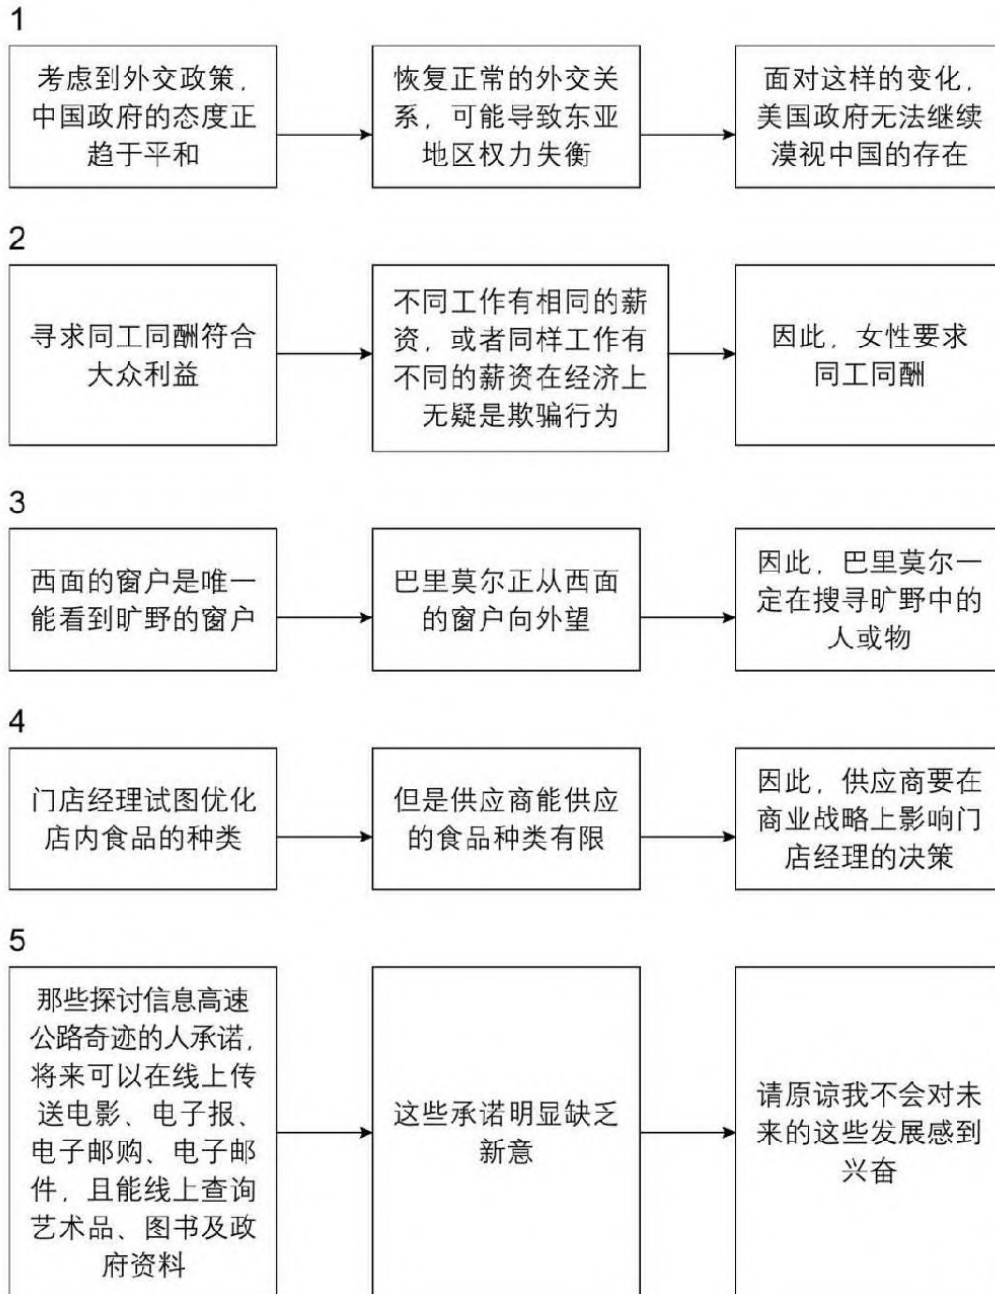 1
考虑到外交政策，
中国政府的态度正
趋于平和
恢复正常的外交关
系，可能导致东亚
地区权力失衡
面对这样的变化，
美国政府无法继续
漠视中国的存在
2
寻求同工同酬符合
大众利益
不同工作有相同的薪
资，或者同样工作有
不同的薪资在经济上
无疑是欺骗行为
因此，女性要求
同工同酬
3
西面的窗户是唯一
能看到旷野的窗户
巴里莫尔正从西面
的窗户向外望
因此，巴里莫尔一
定在搜寻旷野中的
人或物
4
门店经理试图优化
店内食品的种类
但是供应商能供应
的食品种类有限
因此，供应商要在
商业战略上影响门
店经理的决策
5
那些探讨信息高速
公路奇迹的人承诺，
将来可以在线上传
送电影、电子报、
电子邮购、电子邮
件，且能线上查询
艺术品、图书及政
府资料
这些承诺明显缺乏
新意
请原谅我不会对未
来的这些发展感到
兴奋